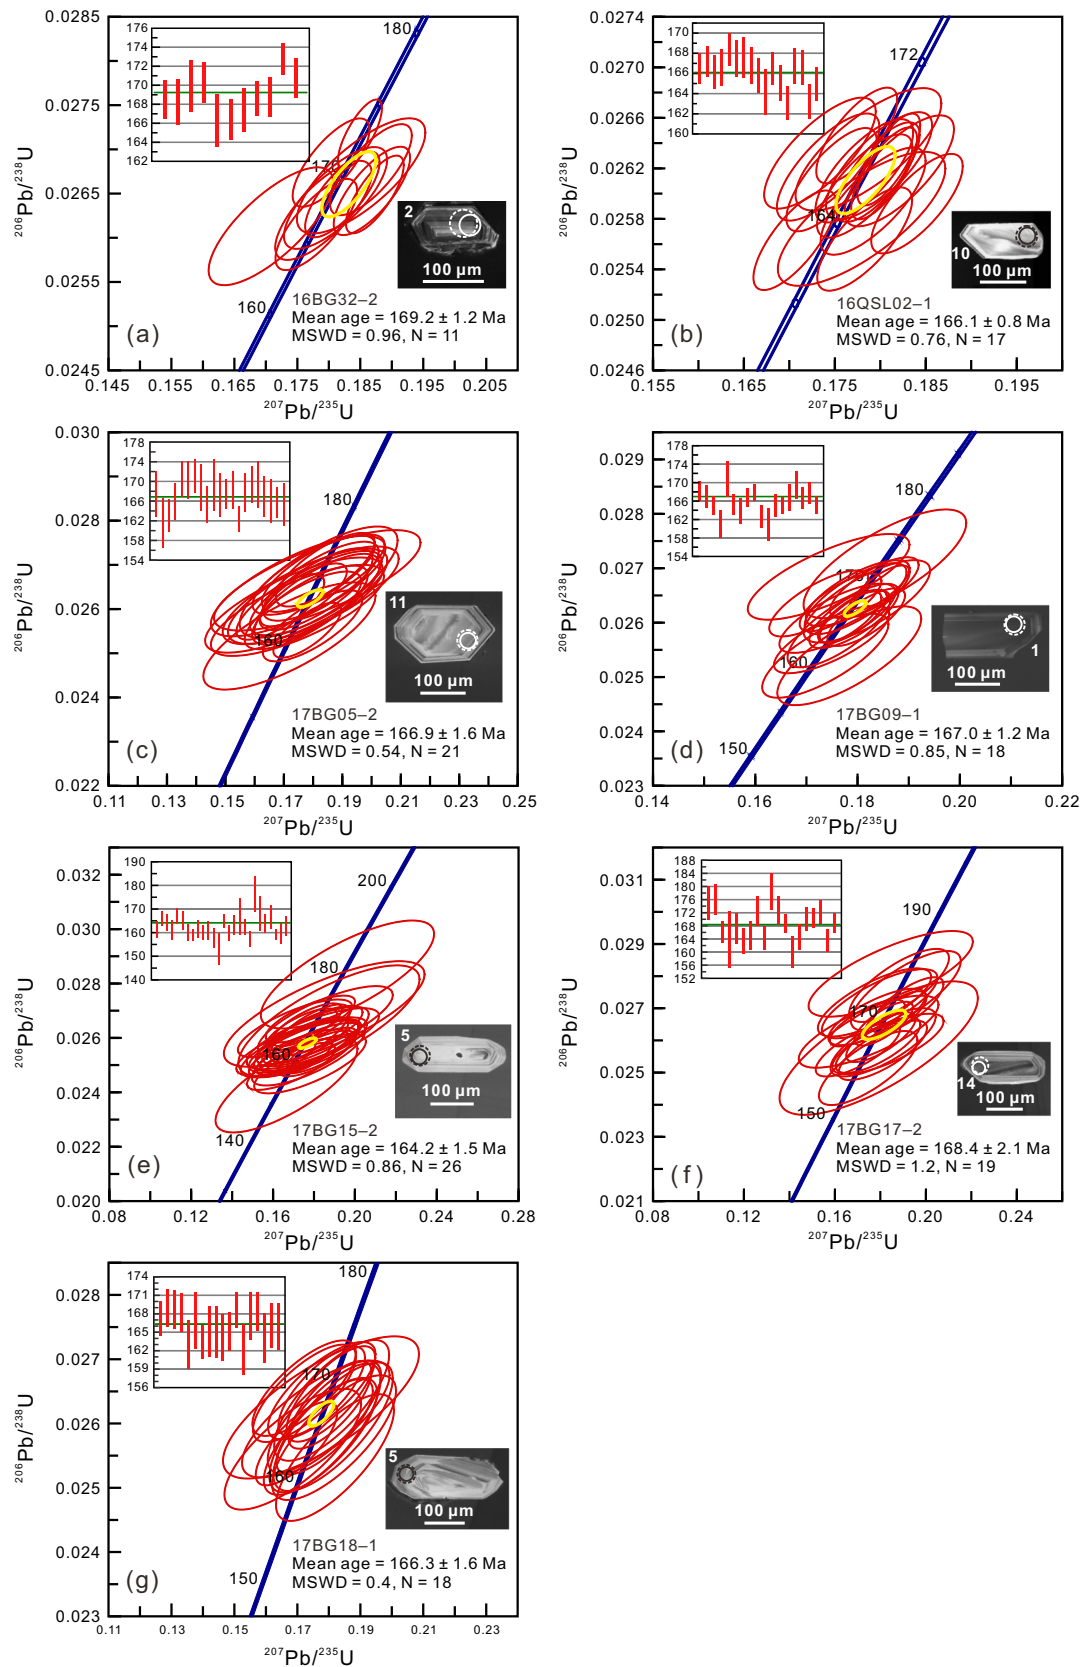 0.0285
0.0275
0.0265
0.0255
0.0245
206Pb/238U
176
174
172
170
168
166
164
162
180
170
160
2
100 µm
(a)
16BG32–2
Mean age = 169.2 ± 1.2 Ma
MSWD = 0.96, N = 11
0.145 0.155 0.165 0.175 0.185 0.195 0.205
207Pb/235U
0.0274
0.0270
0.0266
0.0262
0.0258
0.0254
0.0250
0.0246
206Pb/238U
170
168
166
164
162
160
172
164
10
100 µm
(b)
16QSL02–1
Mean age = 166.1 ± 0.8 Ma
MSWD = 0.76, N = 17
0.155 0.165 0.175 0.185 0.195
207Pb/235U
0.030
0.028
0.026
0.024
0.022
206Pb/238U
178
174
170
166
162
158
154
180
160
11
100 µm
(c)
17BG05–2
Mean age = 166.9 ± 1.6 Ma
MSWD = 0.54, N = 21
0.11 0.13 0.15 0.17 0.19 0.21 0.23 0.25
207Pb/235U
0.029
0.028
0.027
0.026
0.025
0.024
0.023
206Pb/238U
178
174
170
166
162
158
154
180
170
160
150
1
100 µm
(d)
17BG09–1
Mean age = 167.0 ± 1.2 Ma
MSWD = 0.85, N = 18
0.14 0.16 0.18 0.20 0.22
207Pb/235U
0.032
0.030
0.028
0.026
0.024
0.022
0.020
206Pb/238U
190
180
170
160
150
140
200
180
160
140
5
100 µm
(e)
17BG15–2
Mean age = 164.2 ± 1.5 Ma
MSWD = 0.86, N = 26
0.08 0.12 0.16 0.20 0.24 0.28
207Pb/235U
0.031
0.029
0.027
0.025
0.023
0.021
206Pb/238U
188
184
180
176
172
168
164
160
156
152
190
170
150
14
100 µm
(f)
17BG17–2
Mean age = 168.4 ± 2.1 Ma
MSWD = 1.2, N = 19
0.08 0.12 0.16 0.20 0.24
207Pb/235U
0.028
0.027
0.026
0.025
0.024
0.023
206Pb/238U
174
171
168
165
162
159
156
180
170
160
150
5
100 µm
(g)
17BG18–1
Mean age = 166.3 ± 1.6 Ma
MSWD = 0.4, N = 18
0.11 0.13 0.15 0.17 0.19 0.21 0.23
207Pb/235U